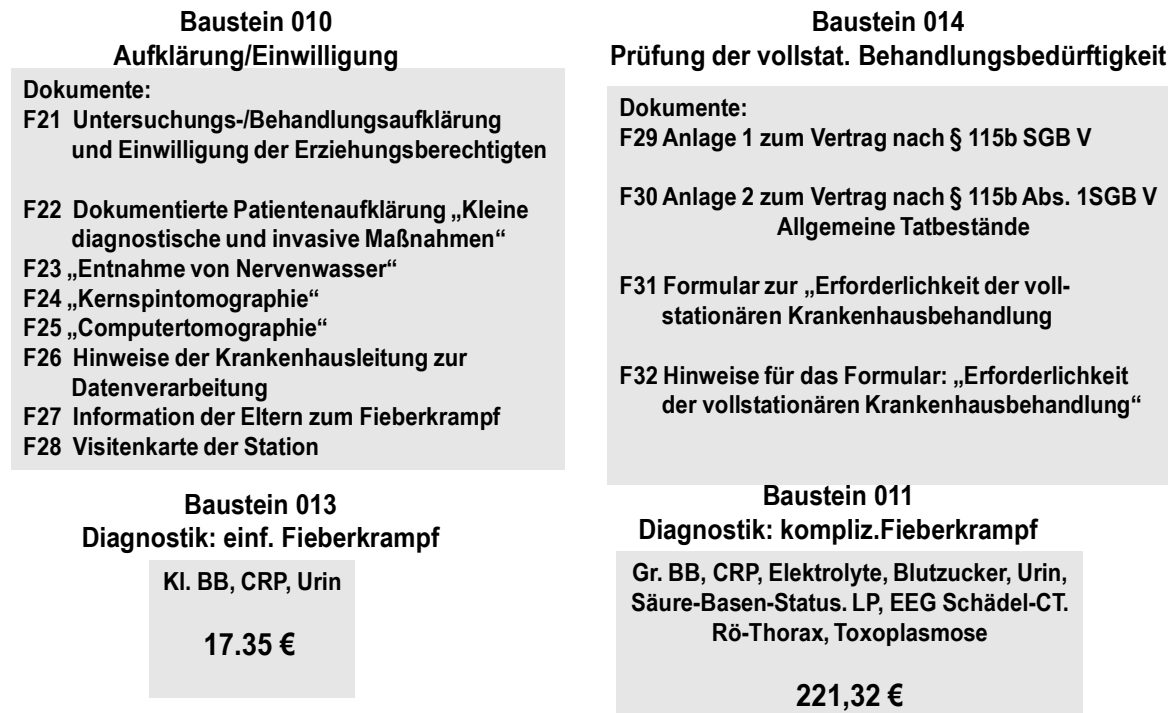 Baustein 010
Aufklärung/Einwilligung
Dokumente:
F21 Untersuchungs-/Behandlungsaufklärung
und Einwilligung der Erziehungsberechtigten
F22 Dokumentierte Patientenaufklärung „Kleine
diagnostische und invasive Maßnahmen“
F23 „Entnahme von Nervenwasser“
F24 „Kernspintomographie“
F25 „Computertomographie“
F26 Hinweise der Krankenhausleitung zur
Datenverarbeitung
F27 Information der Eltern zum Fieberkrampf
F28 Visitenkarte der Station
Baustein 014
Prüfung der vollstat. Behandlungsbedürftigkeit
Dokumente:
F29 Anlage 1 zum Vertrag nach § 115b SGB V
F30 Anlage 2 zum Vertrag nach § 115b Abs. 1SGB V
Allgemeine Tatbestände
F31 Formular zur „Erforderlichkeit der voll-
stationären Krankenhausbehandlung
F32 Hinweise für das Formular: „Erforderlichkeit
der vollstationären Krankenhausbehandlung“
Baustein 013
Diagnostik: einf. Fieberkrampf
Kl. BB, CRP, Urin
17.35 €
Baustein 011
Diagnostik: kompliz.Fieberkrampf
Gr. BB, CRP, Elektrolyte, Blutzucker, Urin,
Säure-Basen-Status. LP, EEG Schädel-CT.
Rö-Thorax, Toxoplasmose
221,32 €